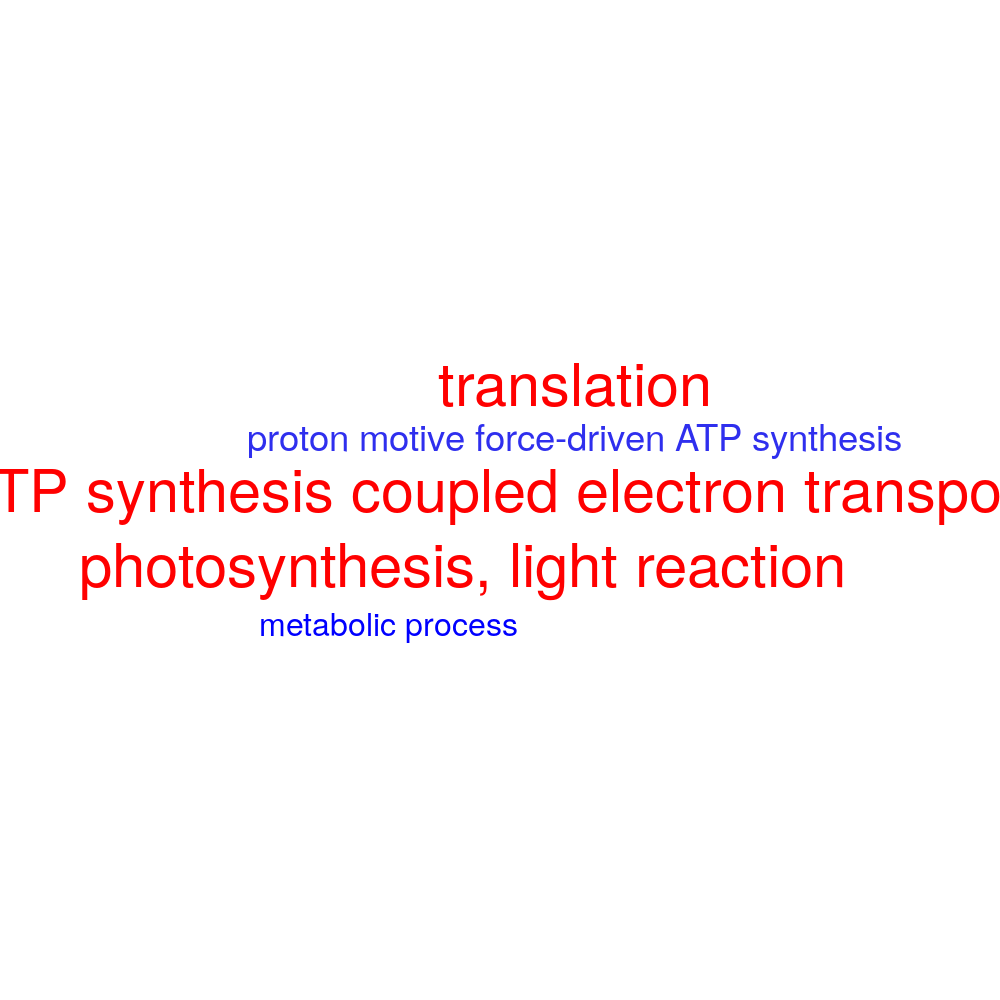 translation
proton motive force-driven ATP synthesis
TP synthesis coupled electron transpo
photosynthesis, light reaction
metabolic process